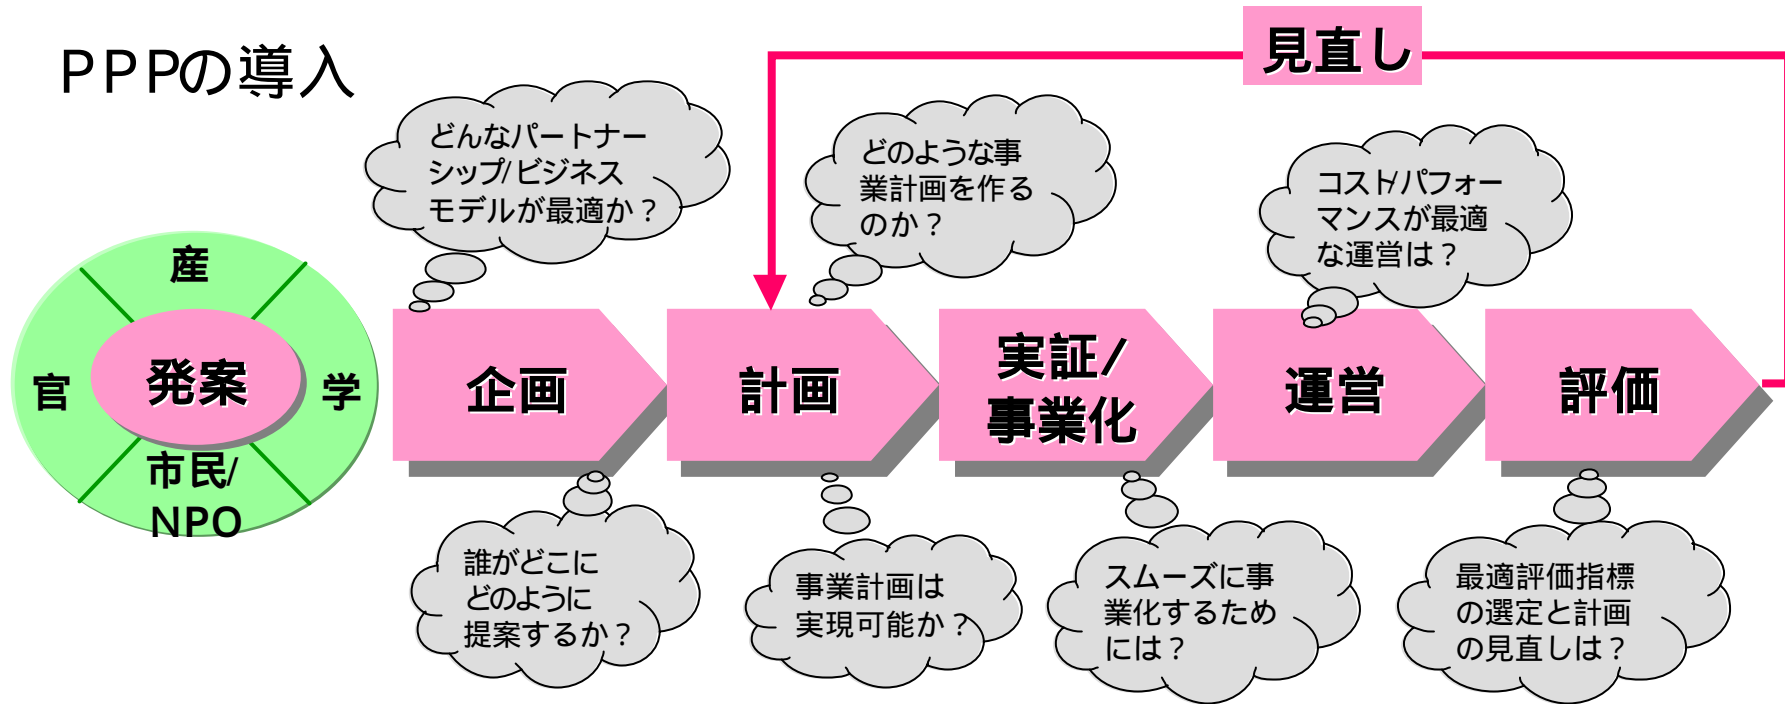 PPPの導入
見直し
どんなパートナー
シップ/ビジネス
モデルが最適か？
どのような事
業計画を作る
のか？
コスト/パフォー
マンスが最適
な運営は？
産
官
発案
学
市民/
NPO
企画
計画
実証/
事業化
運営
評価
誰がどこに
どのように
提案するか？
事業計画は
実現可能か？
スムーズに事
業化するため
には？
最適評価指標
の選定と計画
の見直しは？